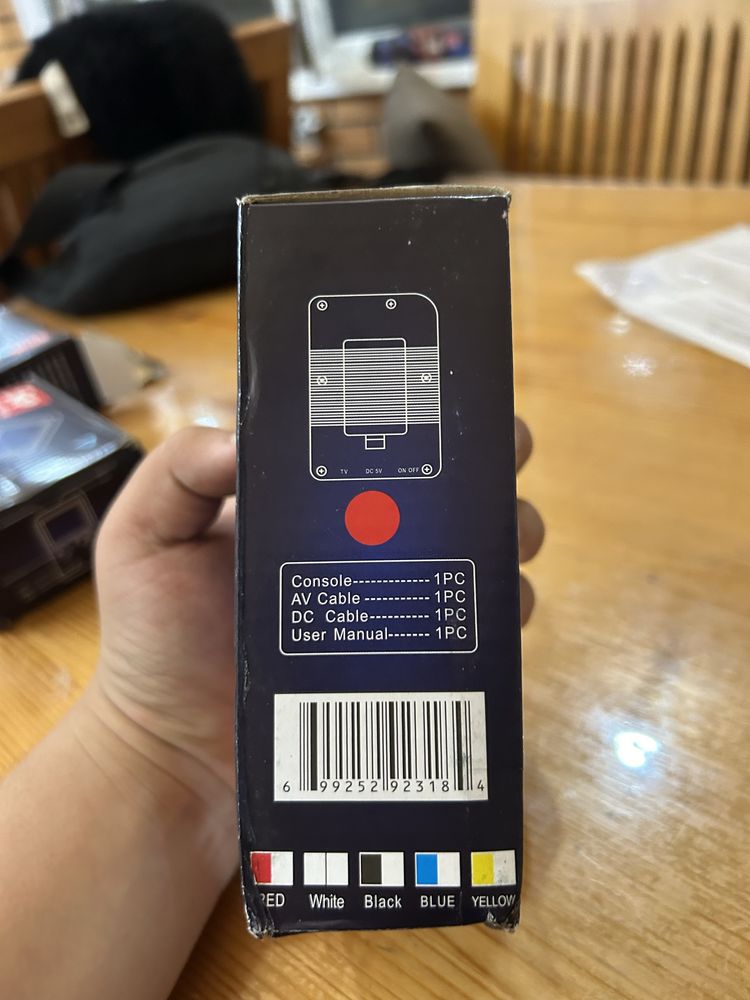 TV DC 5V ON OFF
Console------------- 1PC
AV Cable ----------- 1PC
DC Cable----------- 1PC
User Manual------- 1PC
6 99252 92318 4
RED White Black BLUE YELLOW